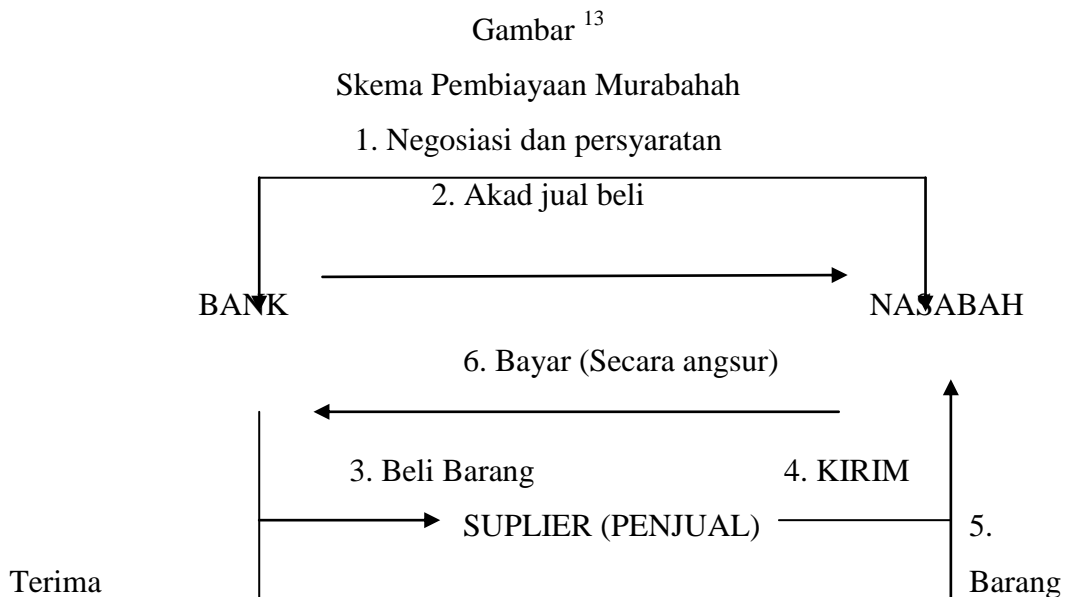 Gambar 13
Skema Pembiayaan Murabahah
1. Negosiasi dan persyaratan
2. Akad jual beli
BANK NASABAH
6. Bayar (Secara angsur)
3. Beli Barang 4. KIRIM
SUPLIER (PENJUAL) 5.
Terima Barang